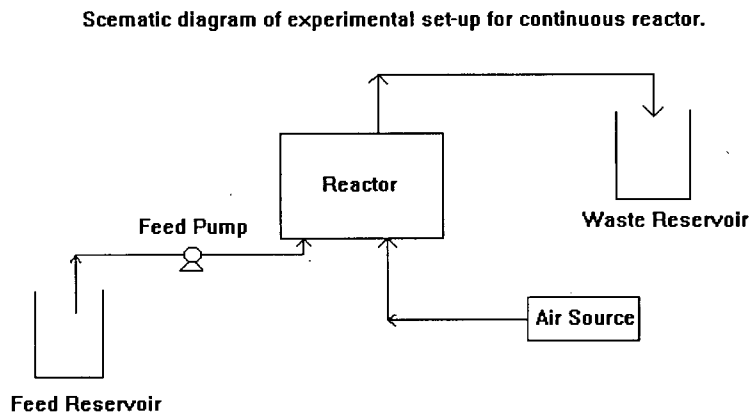 Scematic diagram of experimental set-up for continuous reactor.
Reactor
Waste Reservoir
Feed Pump
Air Source
Feed Reservoir